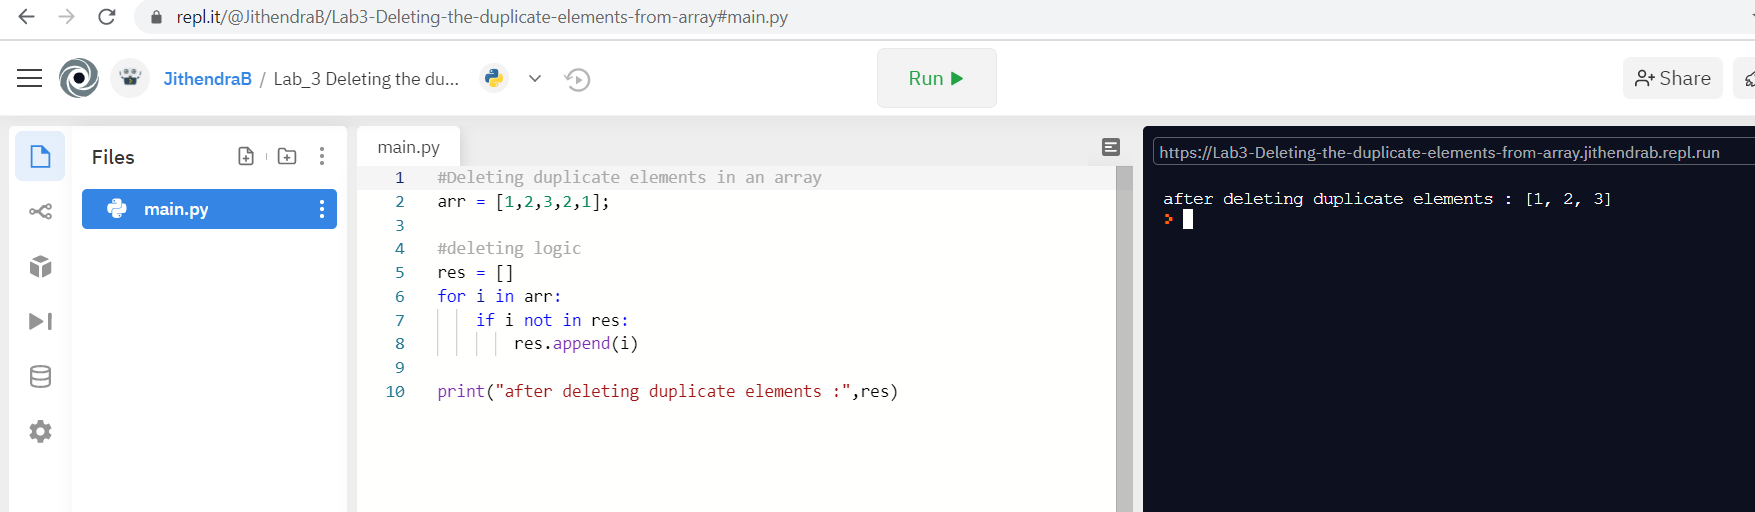 repl.it/@JithendraB/Lab3-Deleting-the-duplicate-elements-from-array#main.py
JithendraB / Lab_3 Deleting the du...
Run
Share
Files
main.py
main.py
1 #Deleting duplicate elements in an array
2 arr = [1,2,3,2,1];
3
4 #deleting logic
5 res = []
6 for i in arr:
7 if i not in res:
8 res.append(i)
9
10 print("after deleting duplicate elements :",res)
https://Lab3-Deleting-the-duplicate-elements-from-array.jithendrab.repl.run
after deleting duplicate elements : [1, 2, 3]